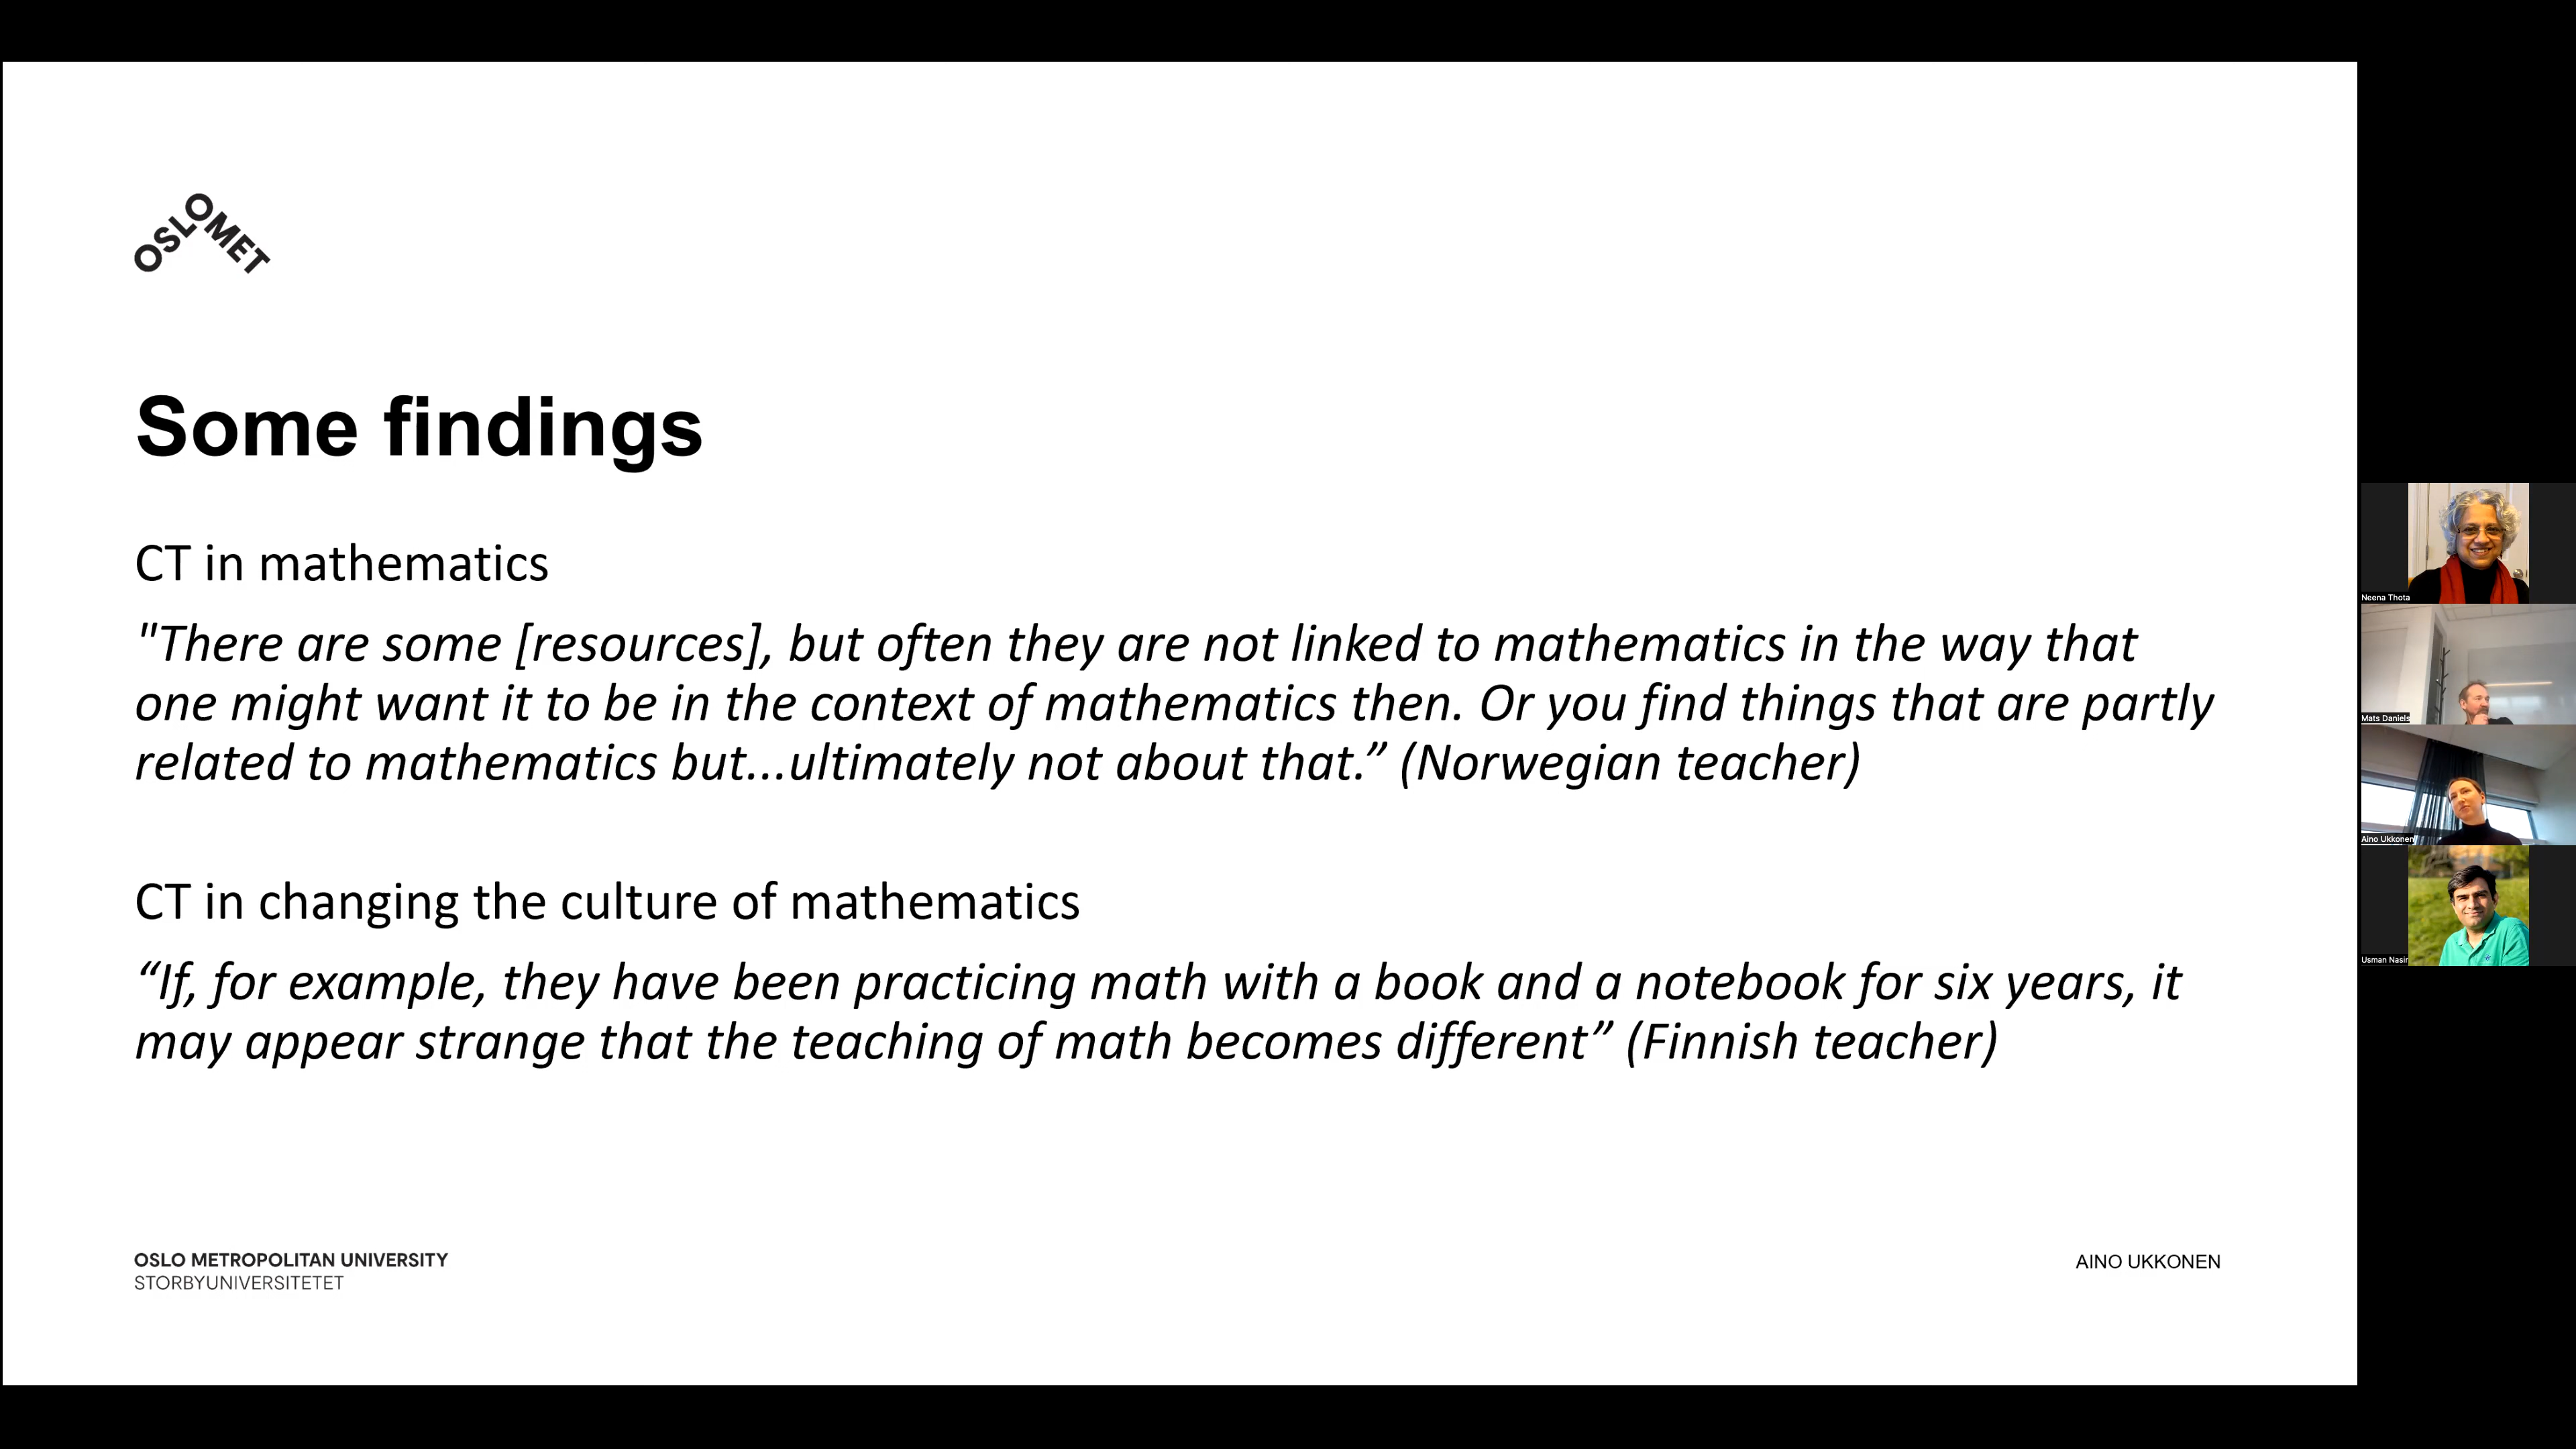 OSLOMET
Some findings
CT in mathematics
"There are some [resources], but often they are not linked to mathematics in the way that
one might want it to be in the context of mathematics then. Or you find things that are partly
related to mathematics but...ultimately not about that.” (Norwegian teacher)
CT in changing the culture of mathematics
“If, for example, they have been practicing math with a book and a notebook for six years, it
may appear strange that the teaching of math becomes different” (Finnish teacher)
OSLO METROPOLITAN UNIVERSITY
STORBYUNIVERSITETET
AINO UKKONEN
Neena Thota
Mats Daniels
Aino Ukkonen
Usman Nasir